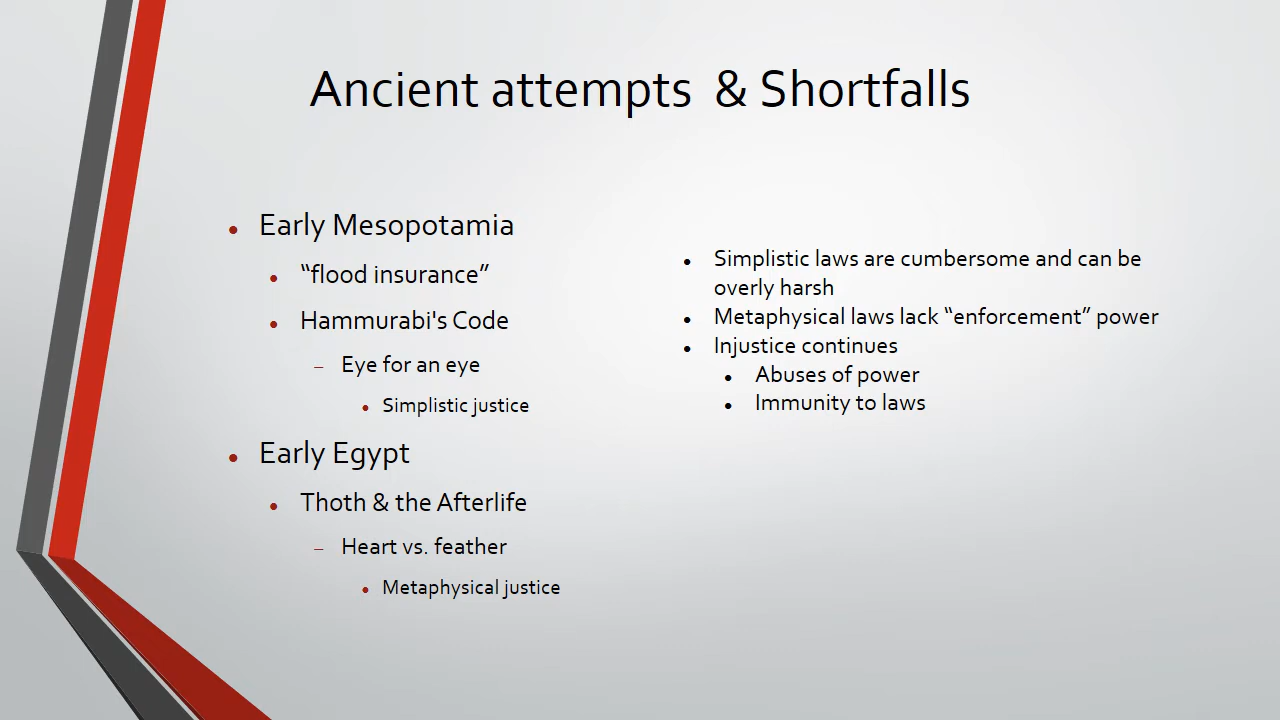 Ancient attempts & Shortfalls
Early Mesopotamia
“flood insurance”
Hammurabi's Code
Eye for an eye
Simplistic justice
Early Egypt
Thoth & the Afterlife
Heart vs. feather
Metaphysical justice
Simplistic laws are cumbersome and can be
overly harsh
Metaphysical laws lack “enforcement” power
Injustice continues
Abuses of power
Immunity to laws